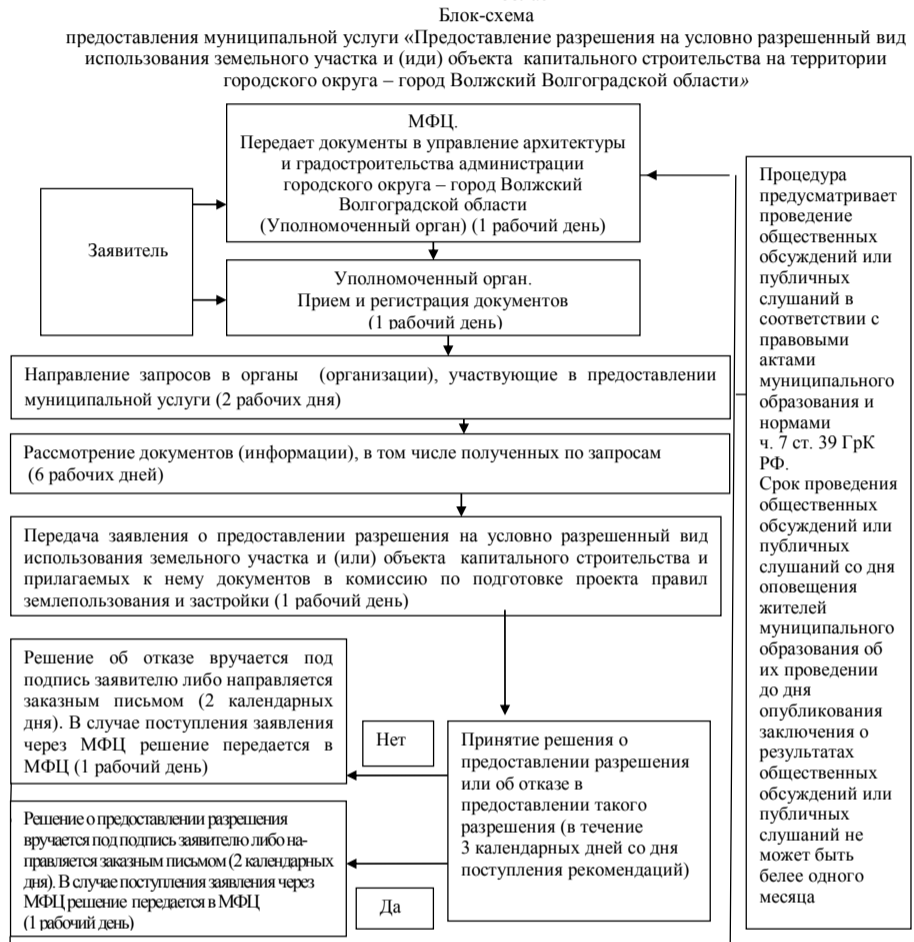 Блок-схема
предоставления муниципальной услуги «Предоставление разрешения на условно разрешенный вид
использования земельного участка и (иди) объекта капитального строительства на территории
городского округа – город Волжский Волгоградской области»
МФЦ.
Передает документы в управление архитектуры
и градостроительства администрации
городского округа – город Волжский
Волгоградской области
(Уполномоченный орган) (1 рабочий день)
Заявитель
Уполномоченный орган.
Прием и регистрация документов
(1 рабочий день)
Направление запросов в органы (организации), участвующие в предоставлении
муниципальной услуги (2 рабочих дня)
Рассмотрение документов (информации), в том числе полученных по запросам
(6 рабочих дней)
Передача заявления о предоставлении разрешения на условно разрешенный вид
использования земельного участка и (или) объекта капитального строительства и
прилагаемых к нему документов в комиссию по подготовке проекта правил
землепользования и застройки (1 рабочий день)
Решение об отказе вручается под
подпись заявителю либо направляется
заказным письмом (2 календарных
дня). В случае поступления заявления
через МФЦ решение передается в
МФЦ (1 рабочий день)
Нет
Принятие решения о
предоставлении разрешения
или об отказе в
предоставлении такого
разрешения (в течение
3 календарных дней со дня
поступления рекомендаций)
Решение о предоставлении разрешения
вручается под подпись заявителю либо на-
правляется заказным письмом (2 календарных
дня). В случае поступления заявления через
МФЦ решение передается в МФЦ
(1 рабочий день)
Да
Процедура
предусматривает
проведение
общественных
обсуждений или
публичных
слушаний в
соответствии с
правовыми
актами
муниципального
образования и
нормами
ч. 7 ст. 39 ГрК
РФ.
Срок проведения
общественных
обсуждений или
публичных
слушаний со дня
оповещения
жителей
муниципального
образования об
их проведении
до дня
опубликования
заключения о
результатах
общественных
обсуждений или
публичных
слушаний не
может быть
более одного
месяца